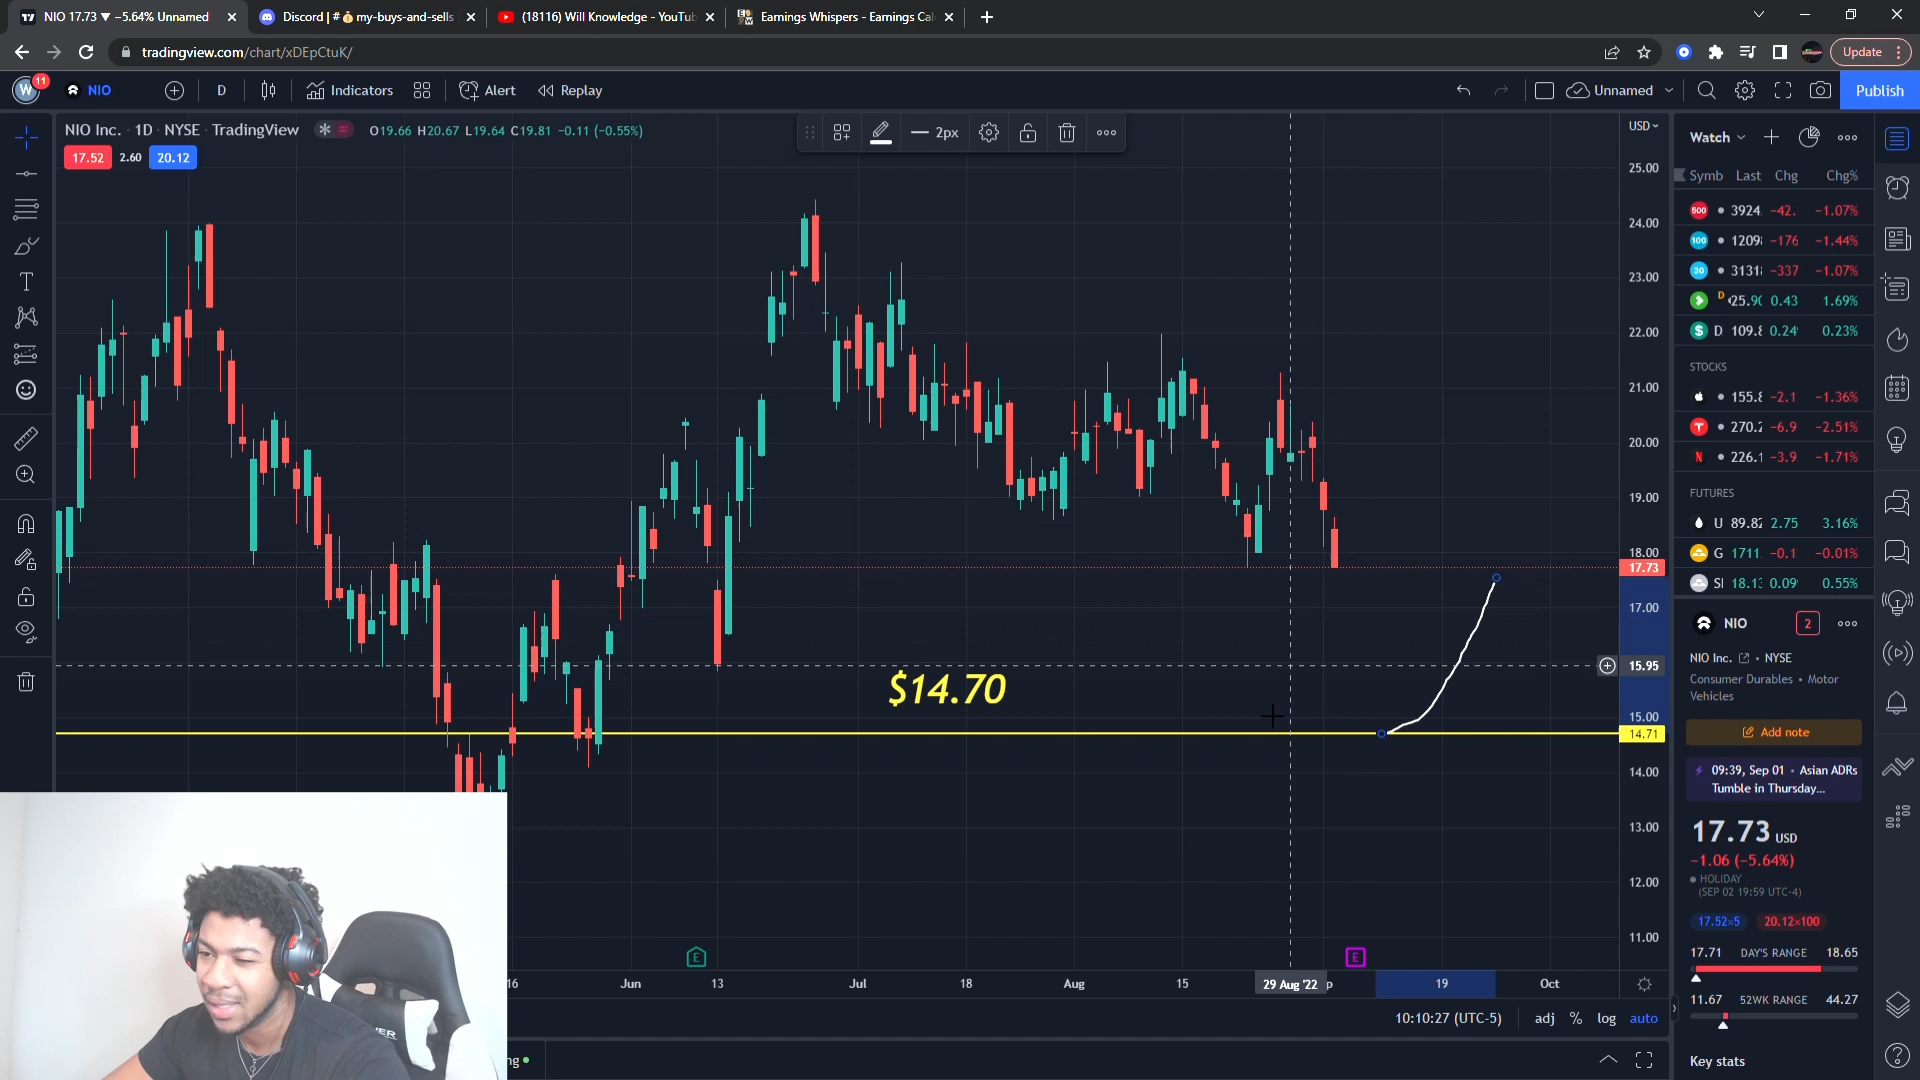 NIO 17.73 ▼ −5.64% Unnamed
Discord | #💰my-buys-and-sells
(18116) Will Knowledge - YouTub
Earnings Whispers - Earnings Cal
tradingview.com/chart/xDEpCtuK/
Update
W
11
NIO
D
Indicators
Alert
Replay
Unnamed
Publish
NIO Inc. · 1D · NYSE · TradingView
O19.66 H20.67 L19.64 C19.81 −0.11 (−0.55%)
17.52 2.60 20.12
2px
USD
25.00
24.00
23.00
22.00
21.00
20.00
19.00
18.00
17.73
17.00
15.95
15.00
14.71
14.00
13.00
12.00
11.00
$14.70
E
E
16
Jun
13
Jul
18
Aug
15
29 Aug '22
19
Oct
10:10:27 (UTC-5)
adj
%
log
auto
Watch
Symb Last Chg Chg%
500 3924. −42. −1.07%
100 1209 −176 −1.44%
30 3131 −337 −1.07%
D 25.90 0.43 1.69%
$ D 109.8 0.24 0.23%
STOCKS
155.8 −2.1 −1.36%
T 270.2 −6.9 −2.51%
N 226.1 −3.9 −1.71%
FUTURES
U 89.82 2.75 3.16%
G 1711. −0.1 −0.01%
SI 18.13 0.09 0.55%
NIO
2
NIO Inc. • NYSE
Consumer Durables • Motor
Vehicles
Add note
09:39, Sep 01 • Asian ADRs
Tumble in Thursday...
17.73 USD
−1.06 (−5.64%)
HOLIDAY
(SEP 02 19:59 UTC-4)
17.52×5 20.12×100
17.71 DAY'S RANGE 18.65
11.67 52WK RANGE 44.27
Key stats